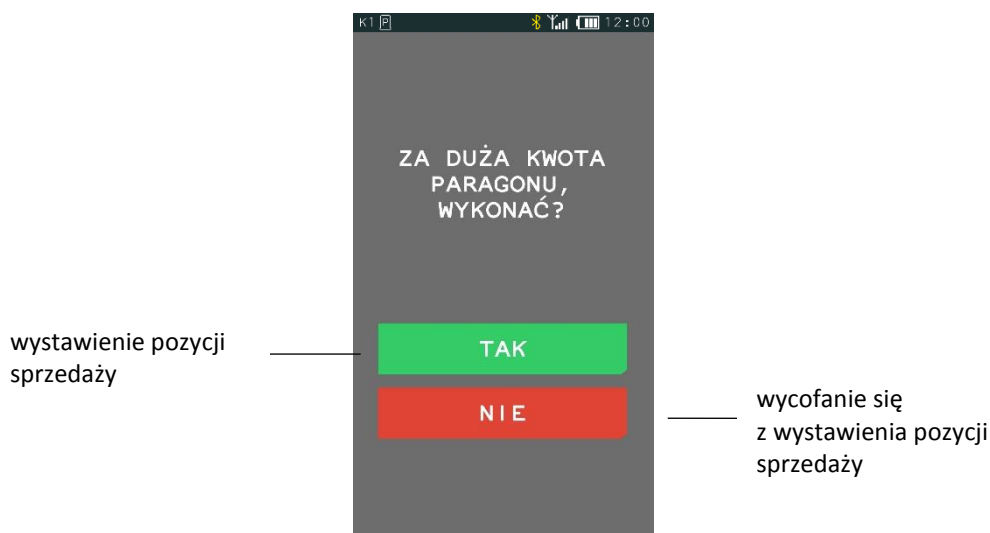 K1 P 12:00
ZA DUŻA KWOTA
PARAGONU,
WYKONAĆ?
wystawienie pozycji
sprzedaży
TAK
NIE
wycofanie się
z wystawienia pozycji
sprzedaży